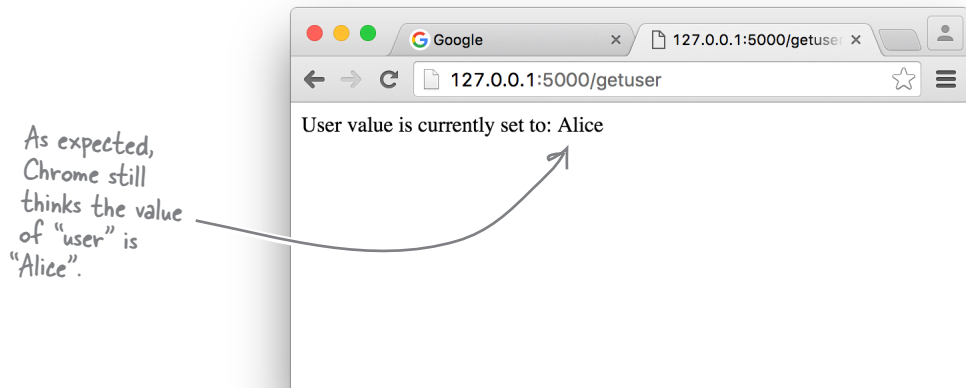 Google
127.0.0.1:5000/getuser
127.0.0.1:5000/getuser
User value is currently set to: Alice
As expected,
Chrome still
thinks the value
of “user” is
“Alice”.